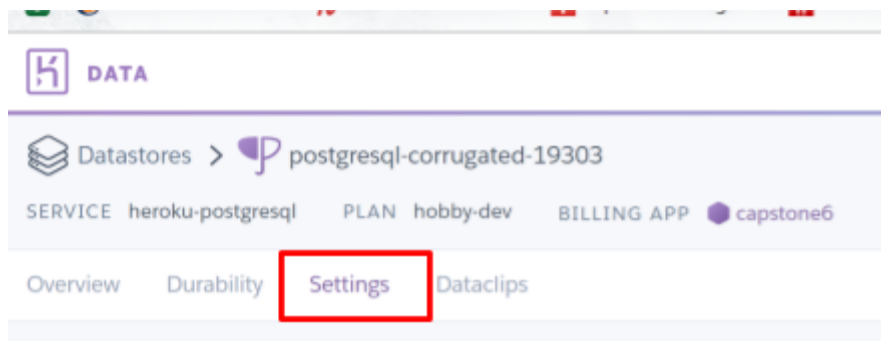 DATA
Datastores > postgresql-corrugated-19303
SERVICE heroku-postgresql PLAN hobby-dev BILLING APP capstone6
Overview Durability Settings Dataclips